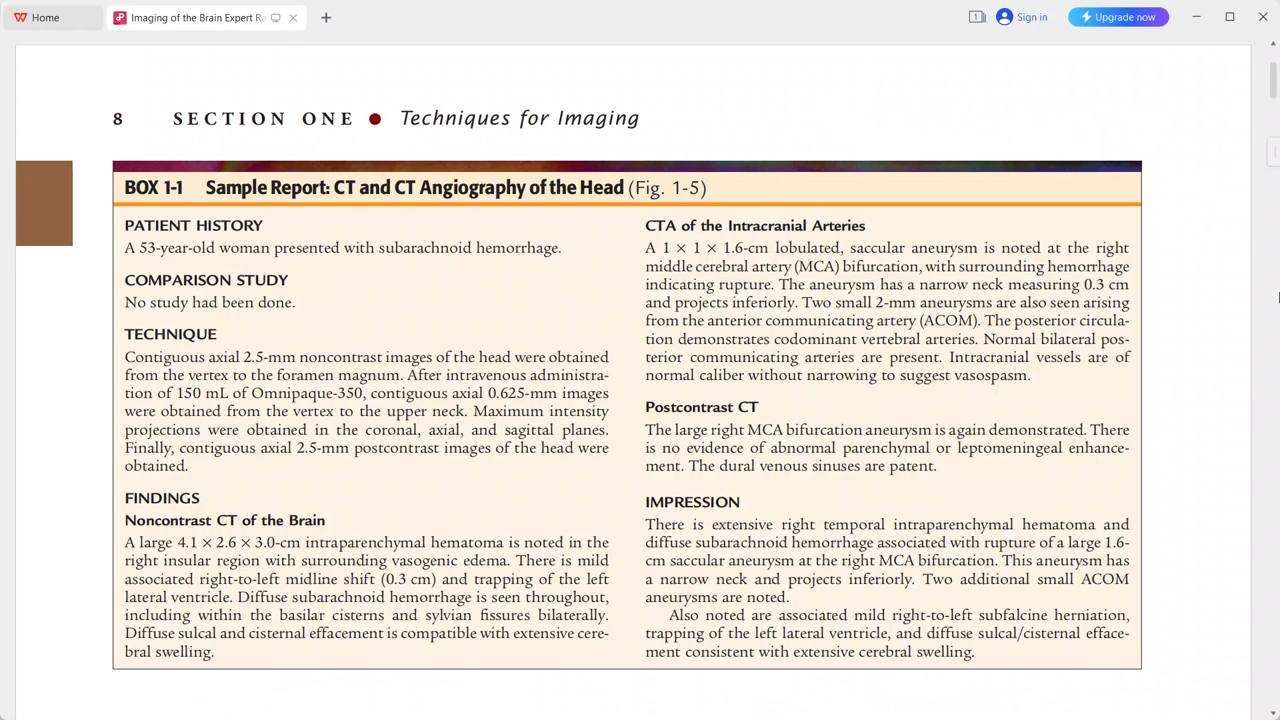 Home
Imaging of the Brain Expert Ra
1
Sign in
Upgrade now
8 SECTION ONE ● Techniques for Imaging
BOX 1-1 Sample Report: CT and CT Angiography of the Head (Fig. 1-5)
PATIENT HISTORY
A 53-year-old woman presented with subarachnoid hemorrhage.
COMPARISON STUDY
No study had been done.
TECHNIQUE
Contiguous axial 2.5-mm noncontrast images of the head were obtained
from the vertex to the foramen magnum. After intravenous administra-
tion of 150 mL of Omnipaque-350, contiguous axial 0.625-mm images
were obtained from the vertex to the upper neck. Maximum intensity
projections were obtained in the coronal, axial, and sagittal planes.
Finally, contiguous axial 2.5-mm postcontrast images of the head were
obtained.
FINDINGS
Noncontrast CT of the Brain
A large 4.1 × 2.6 × 3.0-cm intraparenchymal hematoma is noted in the
right insular region with surrounding vasogenic edema. There is mild
associated right-to-left midline shift (0.3 cm) and trapping of the left
lateral ventricle. Diffuse subarachnoid hemorrhage is seen throughout,
including within the basilar cisterns and sylvian fissures bilaterally.
Diffuse sulcal and cisternal effacement is compatible with extensive cere-
bral swelling.
CTA of the Intracranial Arteries
A 1 × 1 × 1.6-cm lobulated, saccular aneurysm is noted at the right
middle cerebral artery (MCA) bifurcation, with surrounding hemorrhage
indicating rupture. The aneurysm has a narrow neck measuring 0.3 cm
and projects inferiorly. Two small 2-mm aneurysms are also seen arising
from the anterior communicating artery (ACOM). The posterior circula-
tion demonstrates codominant vertebral arteries. Normal bilateral pos-
terior communicating arteries are present. Intracranial vessels are of
normal caliber without narrowing to suggest vasospasm.
Postcontrast CT
The large right MCA bifurcation aneurysm is again demonstrated. There
is no evidence of abnormal parenchymal or leptomeningeal enhance-
ment. The dural venous sinuses are patent.
IMPRESSION
There is extensive right temporal intraparenchymal hematoma and
diffuse subarachnoid hemorrhage associated with rupture of a large 1.6-
cm saccular aneurysm at the right MCA bifurcation. This aneurysm has
a narrow neck and projects inferiorly. Two additional small ACOM
aneurysms are noted.
Also noted are associated mild right-to-left subfalcine herniation,
trapping of the left lateral ventricle, and diffuse sulcal/cisternal efface-
ment consistent with extensive cerebral swelling.